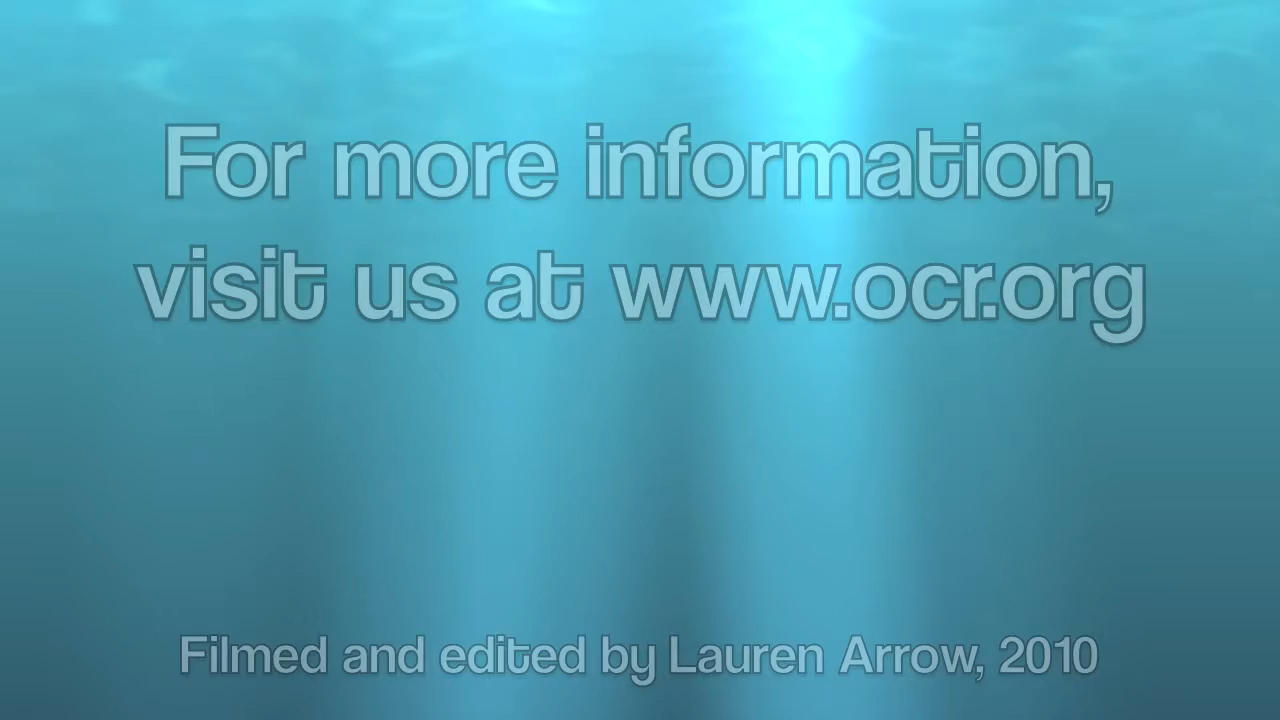 For more information,
visit us at www.ocr.org
Filmed and edited by Lauren Arrow, 2010